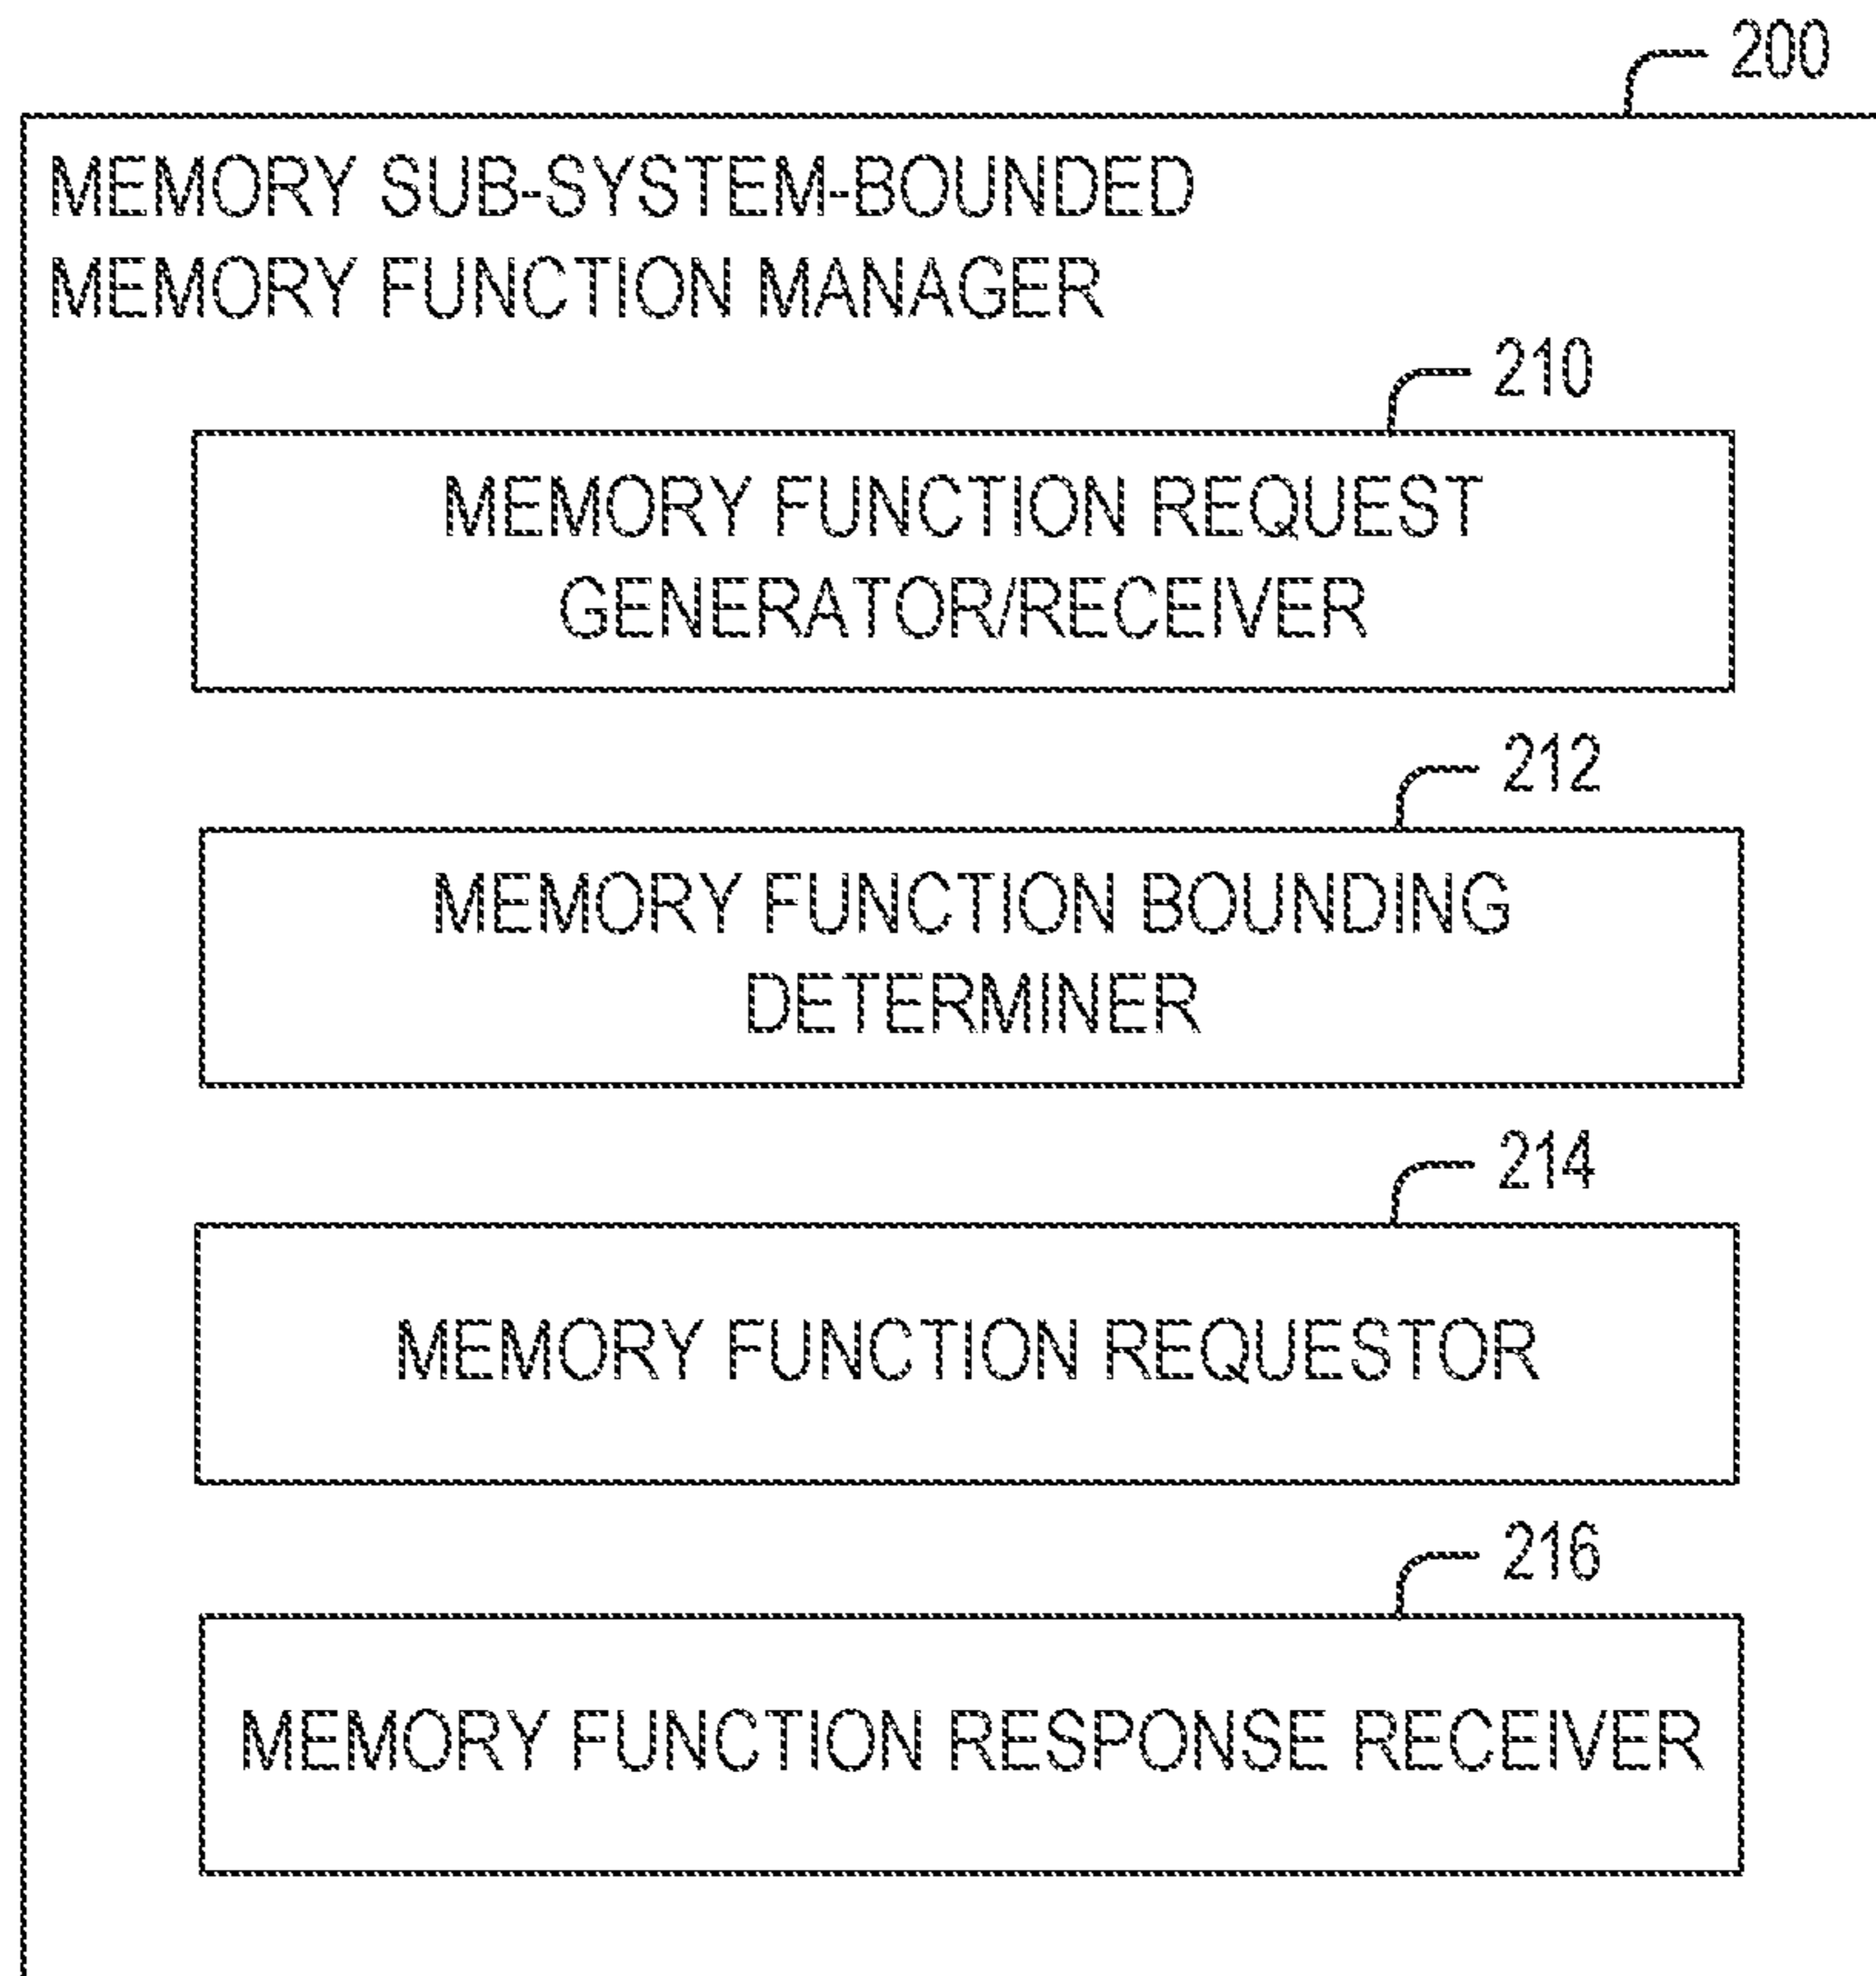 200
MEMORY SUB-SYSTEM-BOUNDED
MEMORY FUNCTION MANAGER
210
MEMORY FUNCTION REQUEST
GENERATOR/RECEIVER
212
MEMORY FUNCTION BOUNDING
DETERMINER
214
MEMORY FUNCTION REQUESTOR
216
MEMORY FUNCTION RESPONSE RECEIVER